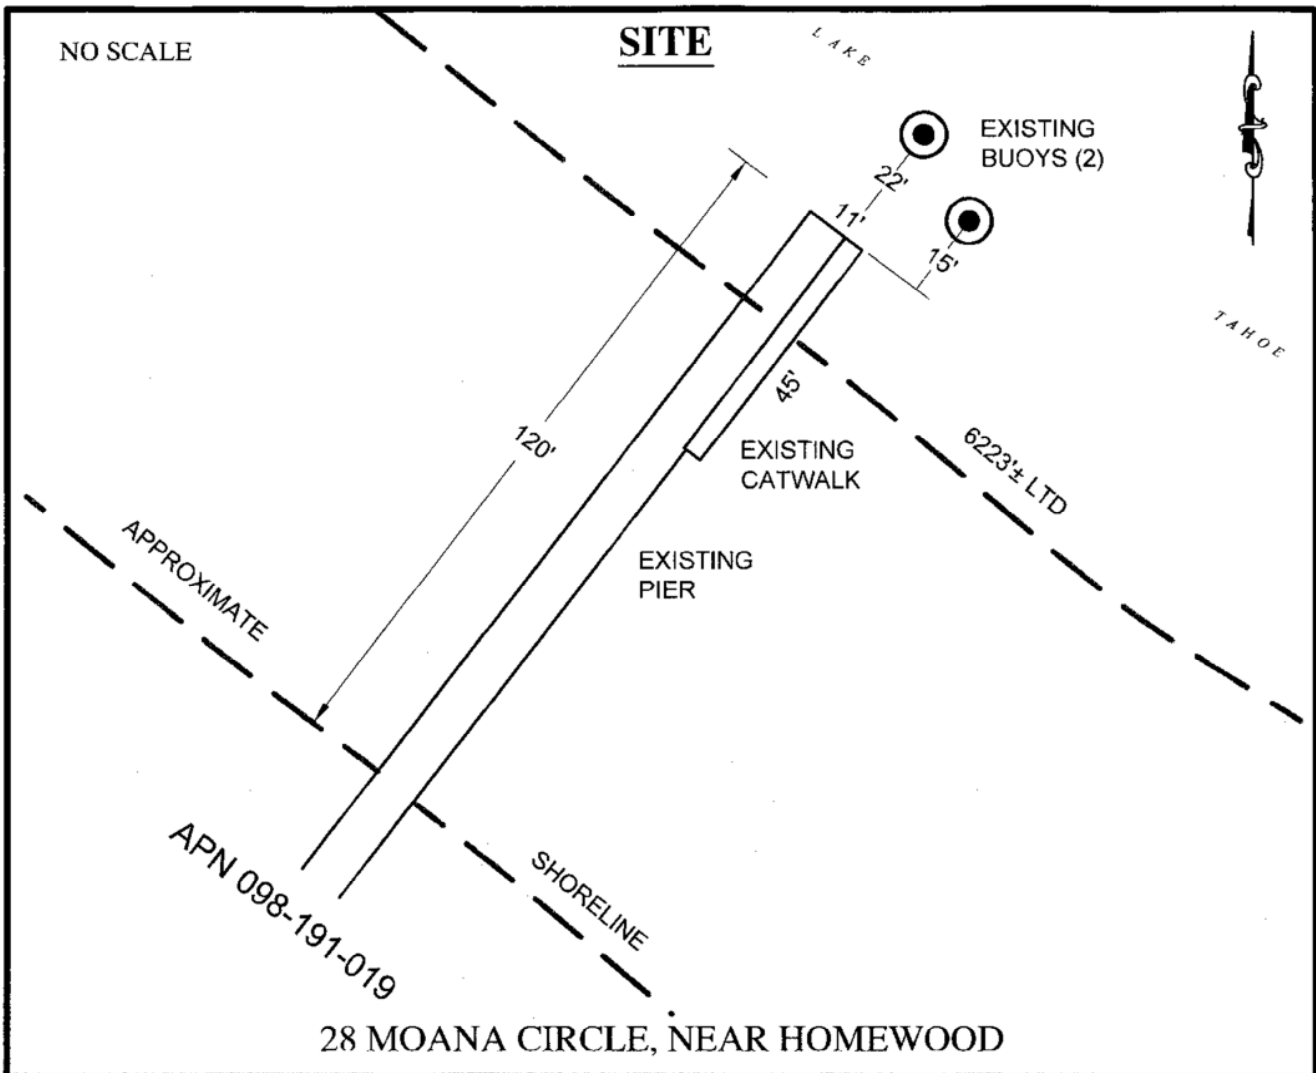 NO SCALE
SITE
LAKE
EXISTING
BUOYS (2)
22'
11'
15'
TAHOE
45'
120'
EXISTING
CATWALK
6223'± LTD
APPROXIMATE
EXISTING
PIER
APN 098-191-019
SHORELINE
28 MOANA CIRCLE, NEAR HOMEWOOD